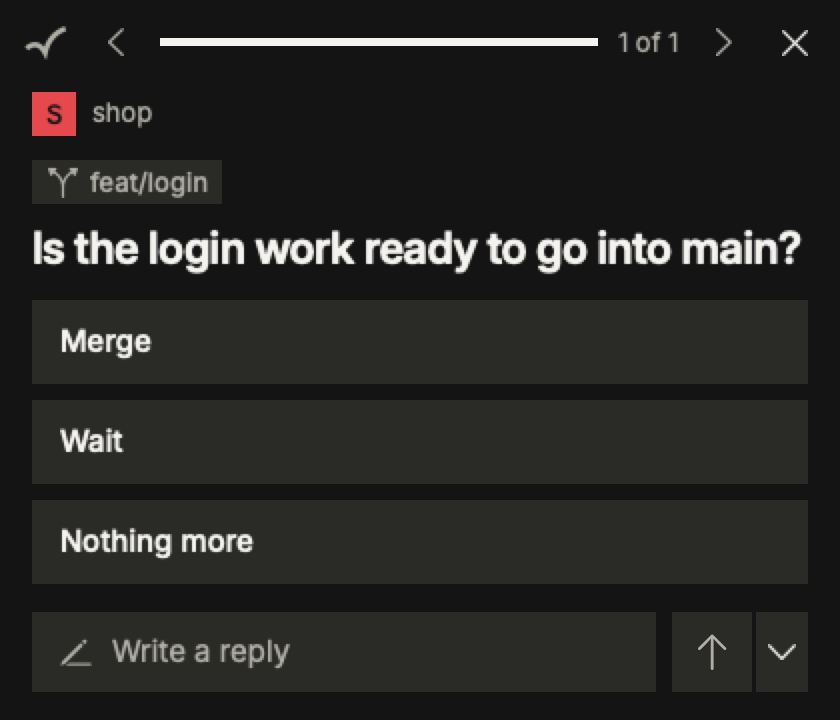 1 of 1
S shop
feat/login
Is the login work ready to go into main?
Merge
Wait
Nothing more
Write a reply